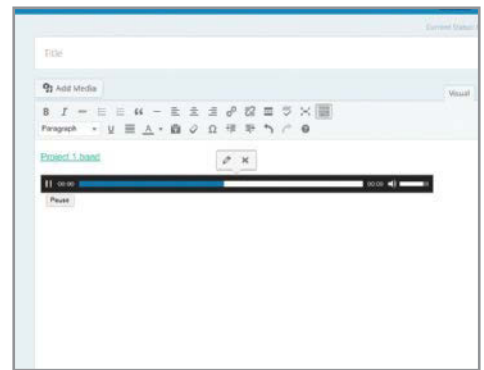 Current Status:
Title
Add Media
Visual
B I
Paragraph U A Ω
Project 1 band
00:00 00:00
Pause